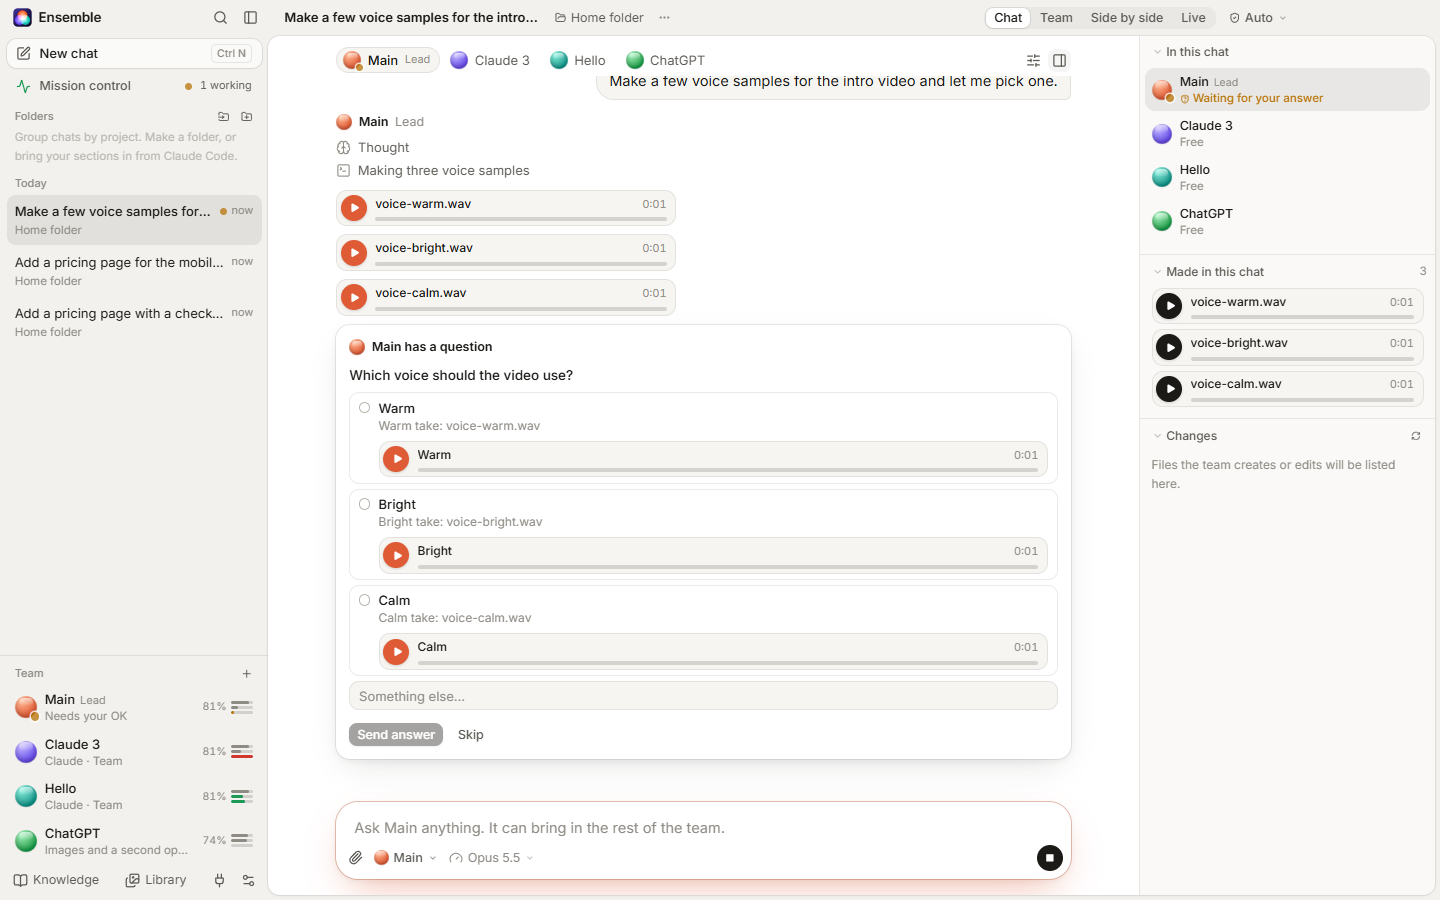 Ensemble
New chat
Ctrl N
Mission control
1 working
Folders
Group chats by project. Make a folder, or
bring your sections in from Claude Code.
Today
Make a few voice samples for...
now
Home folder
Add a pricing page for the mobil...
now
Home folder
Add a pricing page with a check...
now
Home folder
Team
Main Lead
Needs your OK
81%
Claude 3
Claude · Team
81%
Hello
Claude · Team
81%
ChatGPT
Images and a second op...
74%
Knowledge
Library
Make a few voice samples for the intro...
Home folder
Chat
Team
Side by side
Live
Auto
Main Lead
Claude 3
Hello
ChatGPT
Make a few voice samples for the intro video and let me pick one.
Main Lead
Thought
Making three voice samples
voice-warm.wav
0:01
voice-bright.wav
0:01
voice-calm.wav
0:01
Main has a question
Which voice should the video use?
Warm
Warm take: voice-warm.wav
Warm
0:01
Bright
Bright take: voice-bright.wav
Bright
0:01
Calm
Calm take: voice-calm.wav
Calm
0:01
Something else...
Send answer
Skip
Ask Main anything. It can bring in the rest of the team.
Main
Opus 5.5
In this chat
Main Lead
Waiting for your answer
Claude 3
Free
Hello
Free
ChatGPT
Free
Made in this chat
3
voice-warm.wav
0:01
voice-bright.wav
0:01
voice-calm.wav
0:01
Changes
Files the team creates or edits will be listed
here.